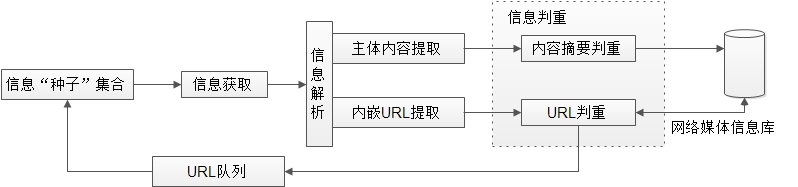 信息判重
主体内容提取
内容摘要判重
信息“种子”集合
信息获取
信息解析
内嵌URL提取
URL判重
网络媒体信息库
URL队列